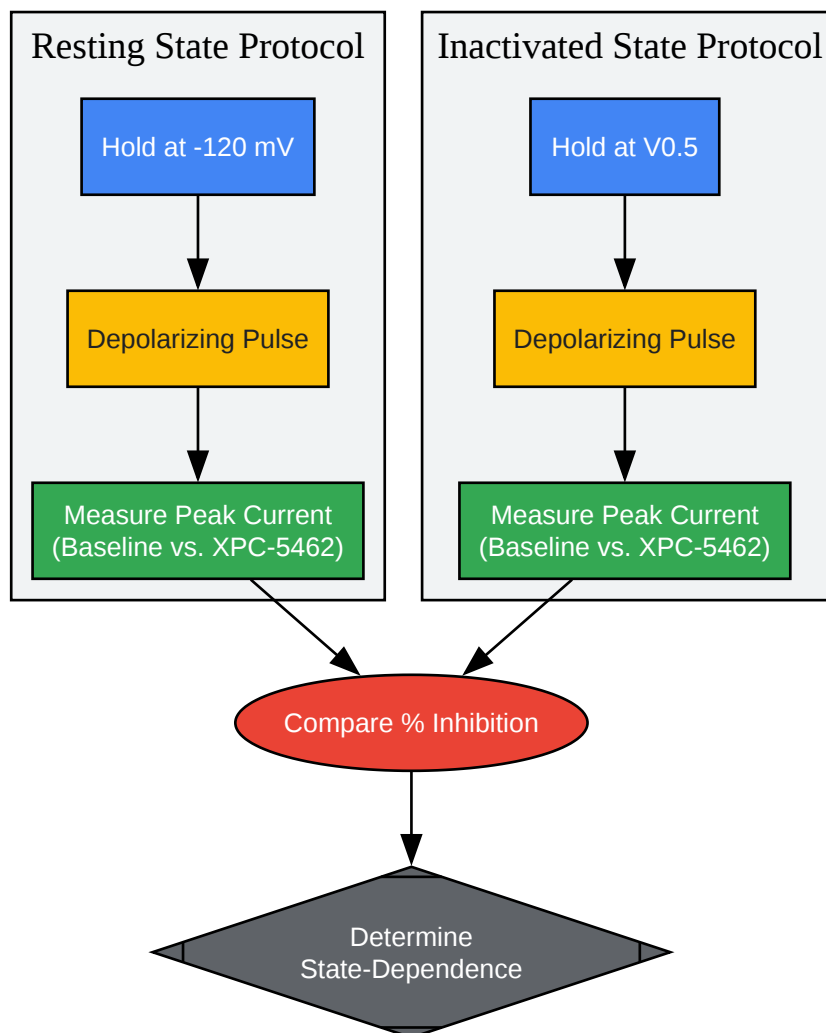 Resting State Protocol
Hold at -120 mV
Depolarizing Pulse
Measure Peak Current
(Baseline vs. XPC-5462)
Inactivated State Protocol
Hold at V0.5
Depolarizing Pulse
Measure Peak Current
(Baseline vs. XPC-5462)
Compare % Inhibition
Determine
State-Dependence